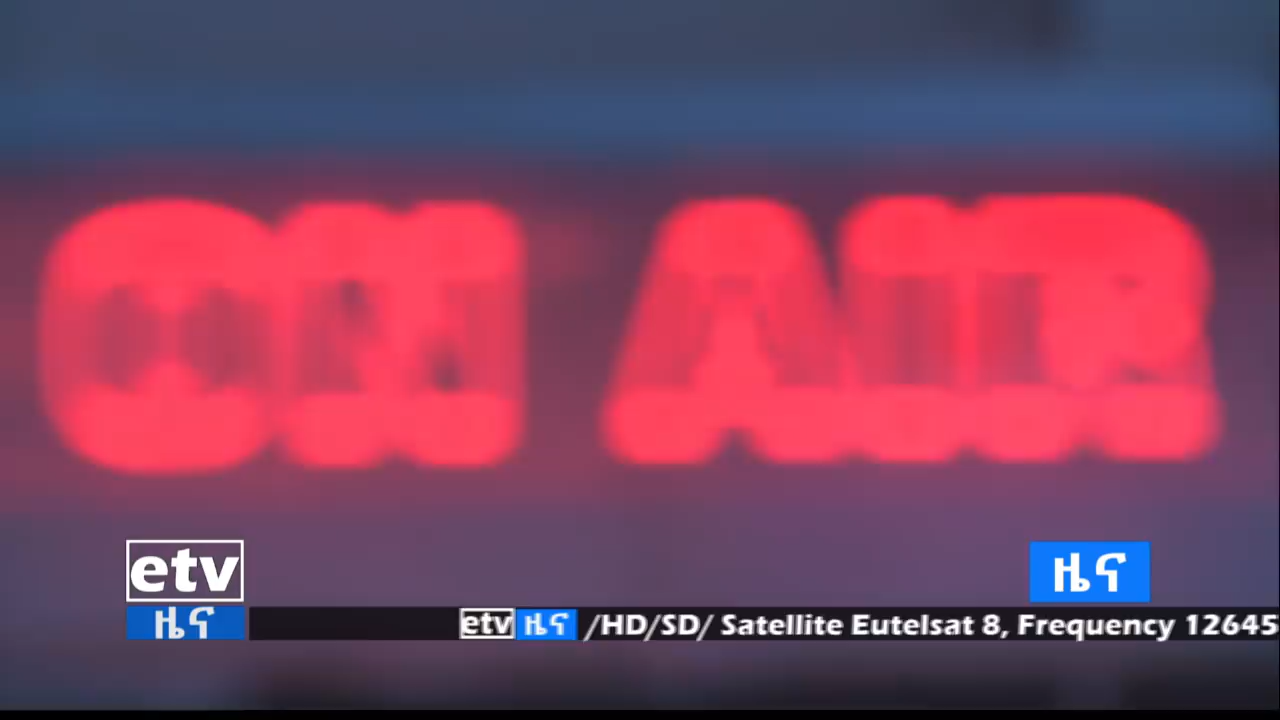 ON AIR
etv
ዜና
ዜና
etv ዜና /HD/SD/ Satellite Eutelsat 8, Frequency 12645